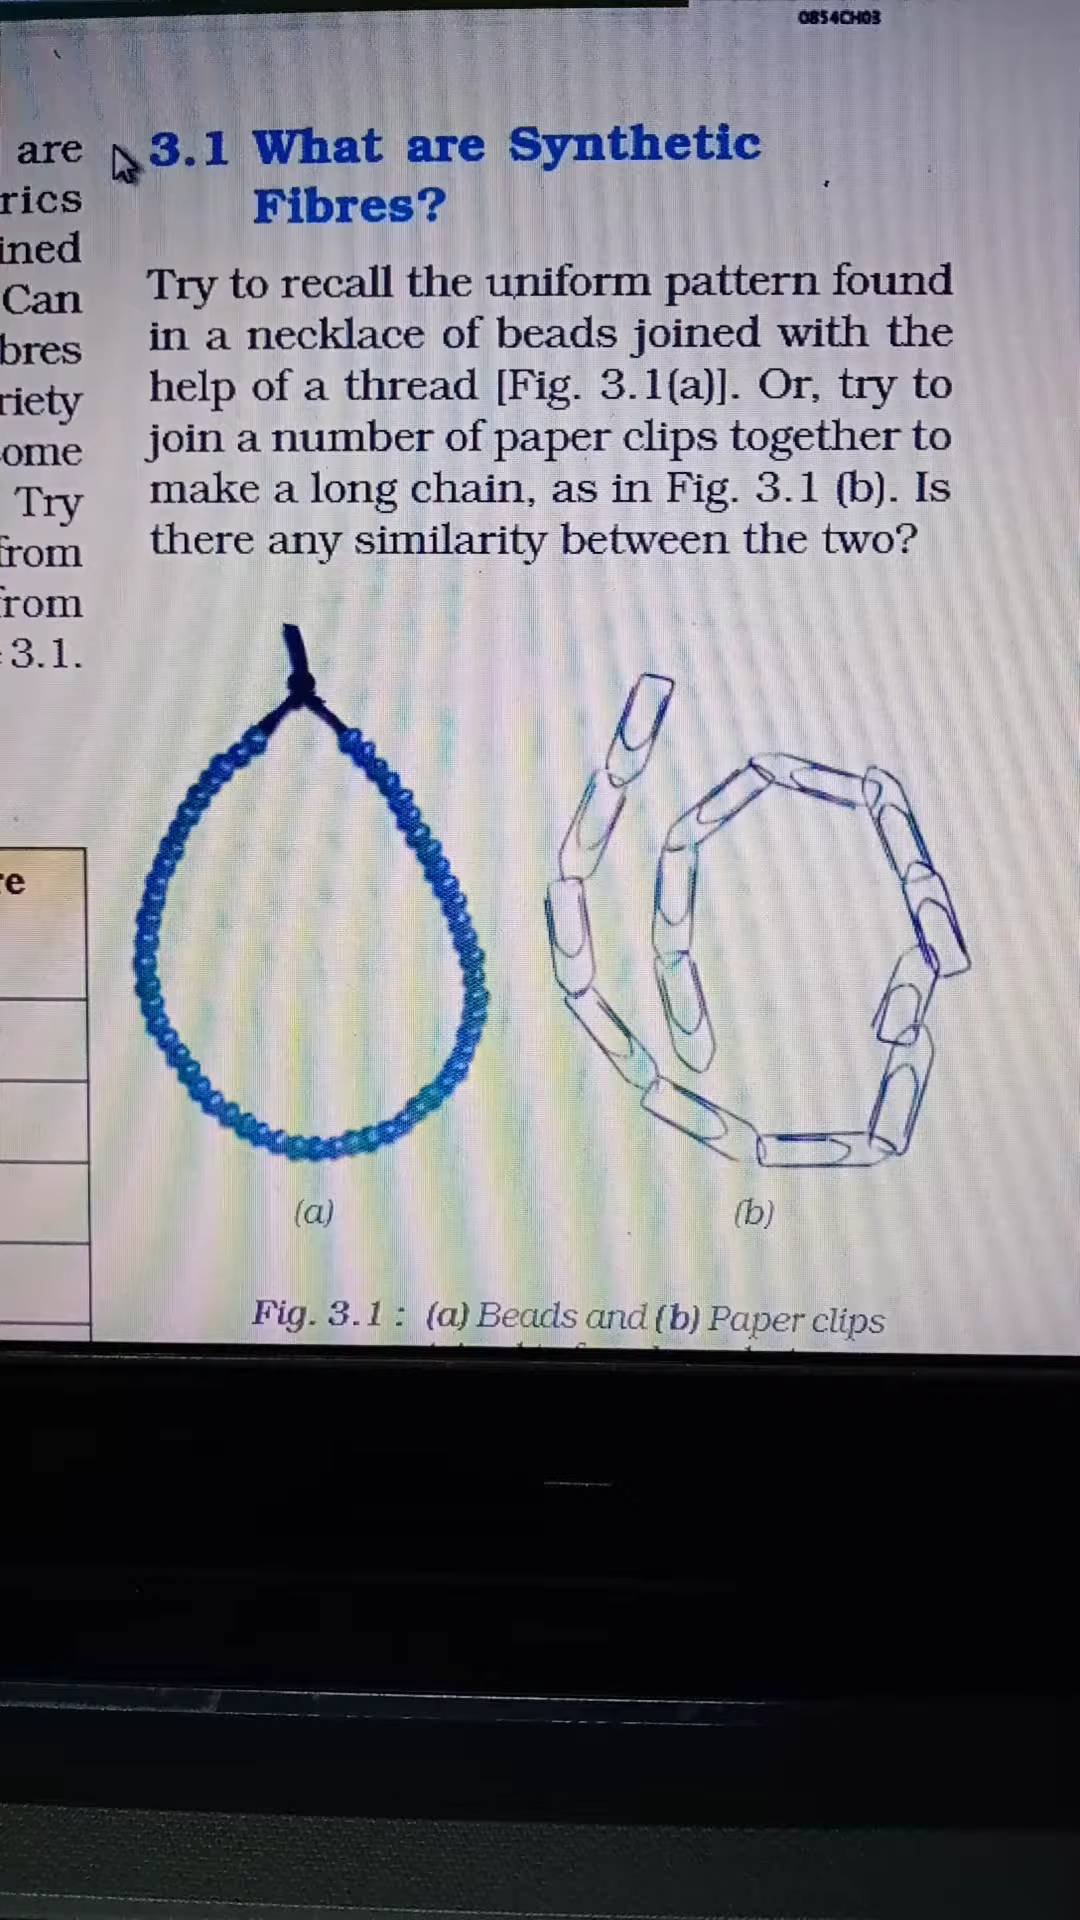 0854CH03
are
rics
ined
Can
bres
riety
ome
Try
from
from
3.1.
re
3.1 What are Synthetic
Fibres?
Try to recall the uniform pattern found
in a necklace of beads joined with the
help of a thread [Fig. 3.1(a)]. Or, try to
join a number of paper clips together to
make a long chain, as in Fig. 3.1 (b). Is
there any similarity between the two?
(a)
(b)
Fig. 3.1 : (a) Beads and (b) Paper clips